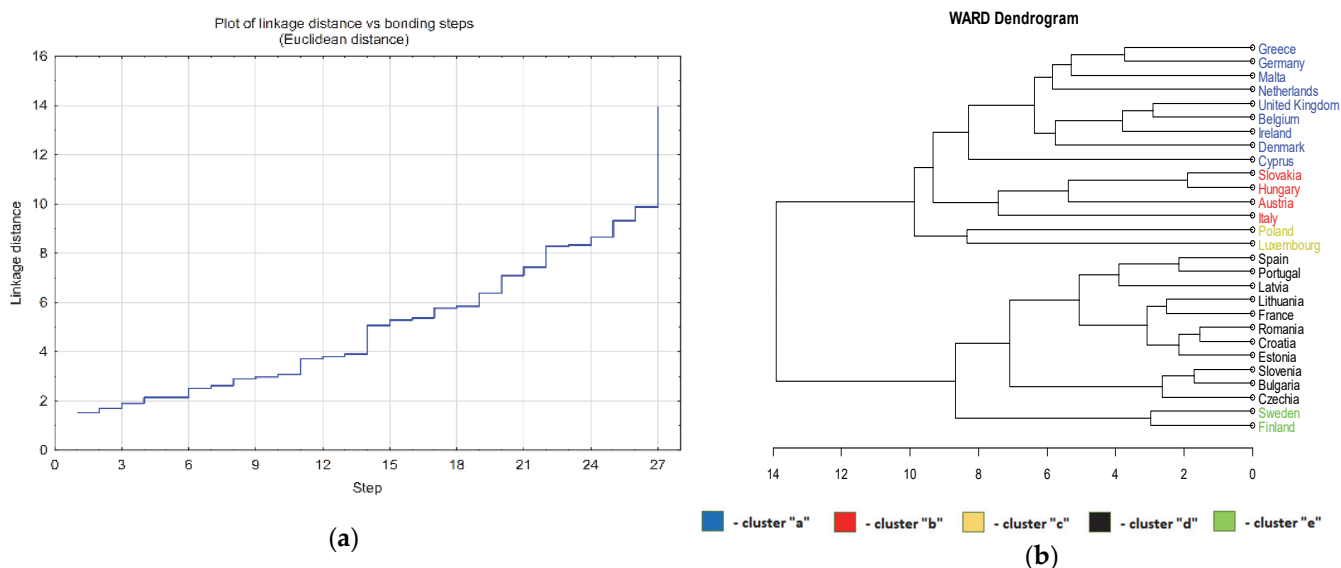 Plot of linkage distance vs bonding steps
(Euclidean distance)
16
14
12
10
8
6
4
2
0
Linkage distance
0 3 6 9 12 15 18 21 24 27
Step
(a)
WARD Dendrogram
Greece
Germany
Malta
Netherlands
United Kingdom
Belgium
Ireland
Denmark
Cyprus
Slovakia
Hungary
Austria
Italy
Poland
Luxembourg
Spain
Portugal
Latvia
Lithuania
France
Romania
Croatia
Estonia
Slovenia
Bulgaria
Czechia
Sweden
Finland
14 12 10 8 6 4 2 0
- cluster "a" - cluster "b" - cluster "c" - cluster "d" - cluster "e"
(b)